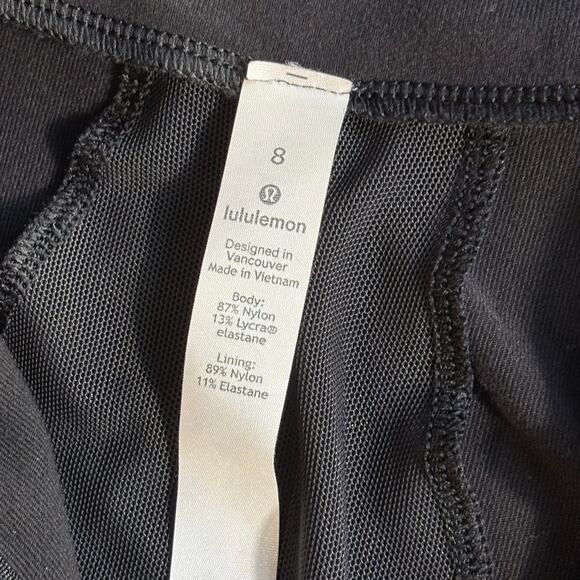 8
lululemon
Designed in
Vancouver
Made in Vietnam
Body:
87% Nylon
13% Lycra®
elastane
Lining:
89% Nylon
11% Elastane